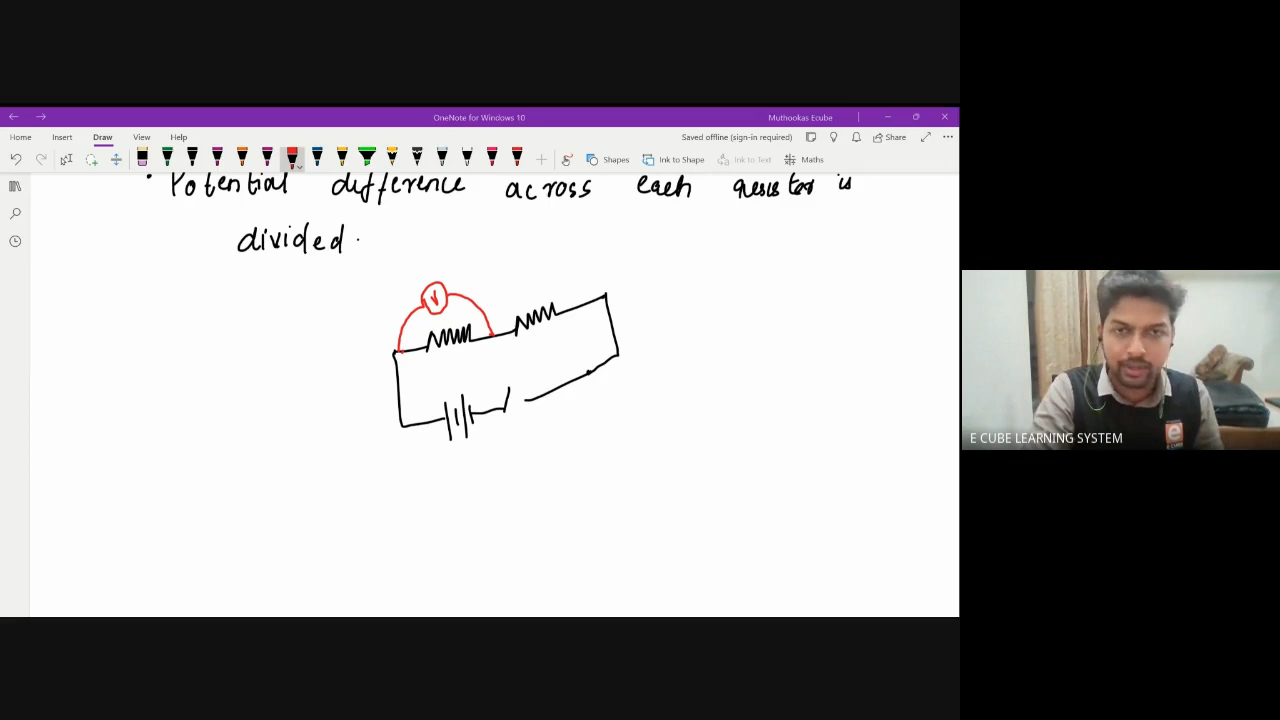 OneNote for Windows 10
Muthookas Ecube
Home Insert Draw View Help
Saved offline (sign-in required)
Share
Shapes
Ink to Shape
Ink to Text
Maths
• Potential difference across each resistor is
divided.
V
e
E CUBE
E CUBE LEARNING SYSTEM